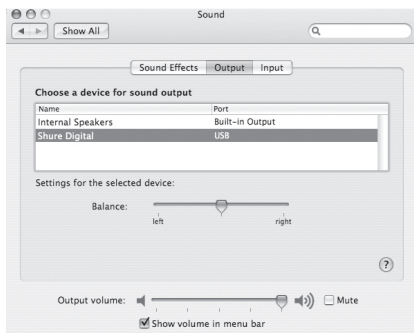 Sound
Show All
Sound Effects Output Input
Choose a device for sound output
Name Port
Internal Speakers Built-in Output
Shure Digital USB
Settings for the selected device:
Balance:
left right
?
Output volume: Mute
Show volume in menu bar